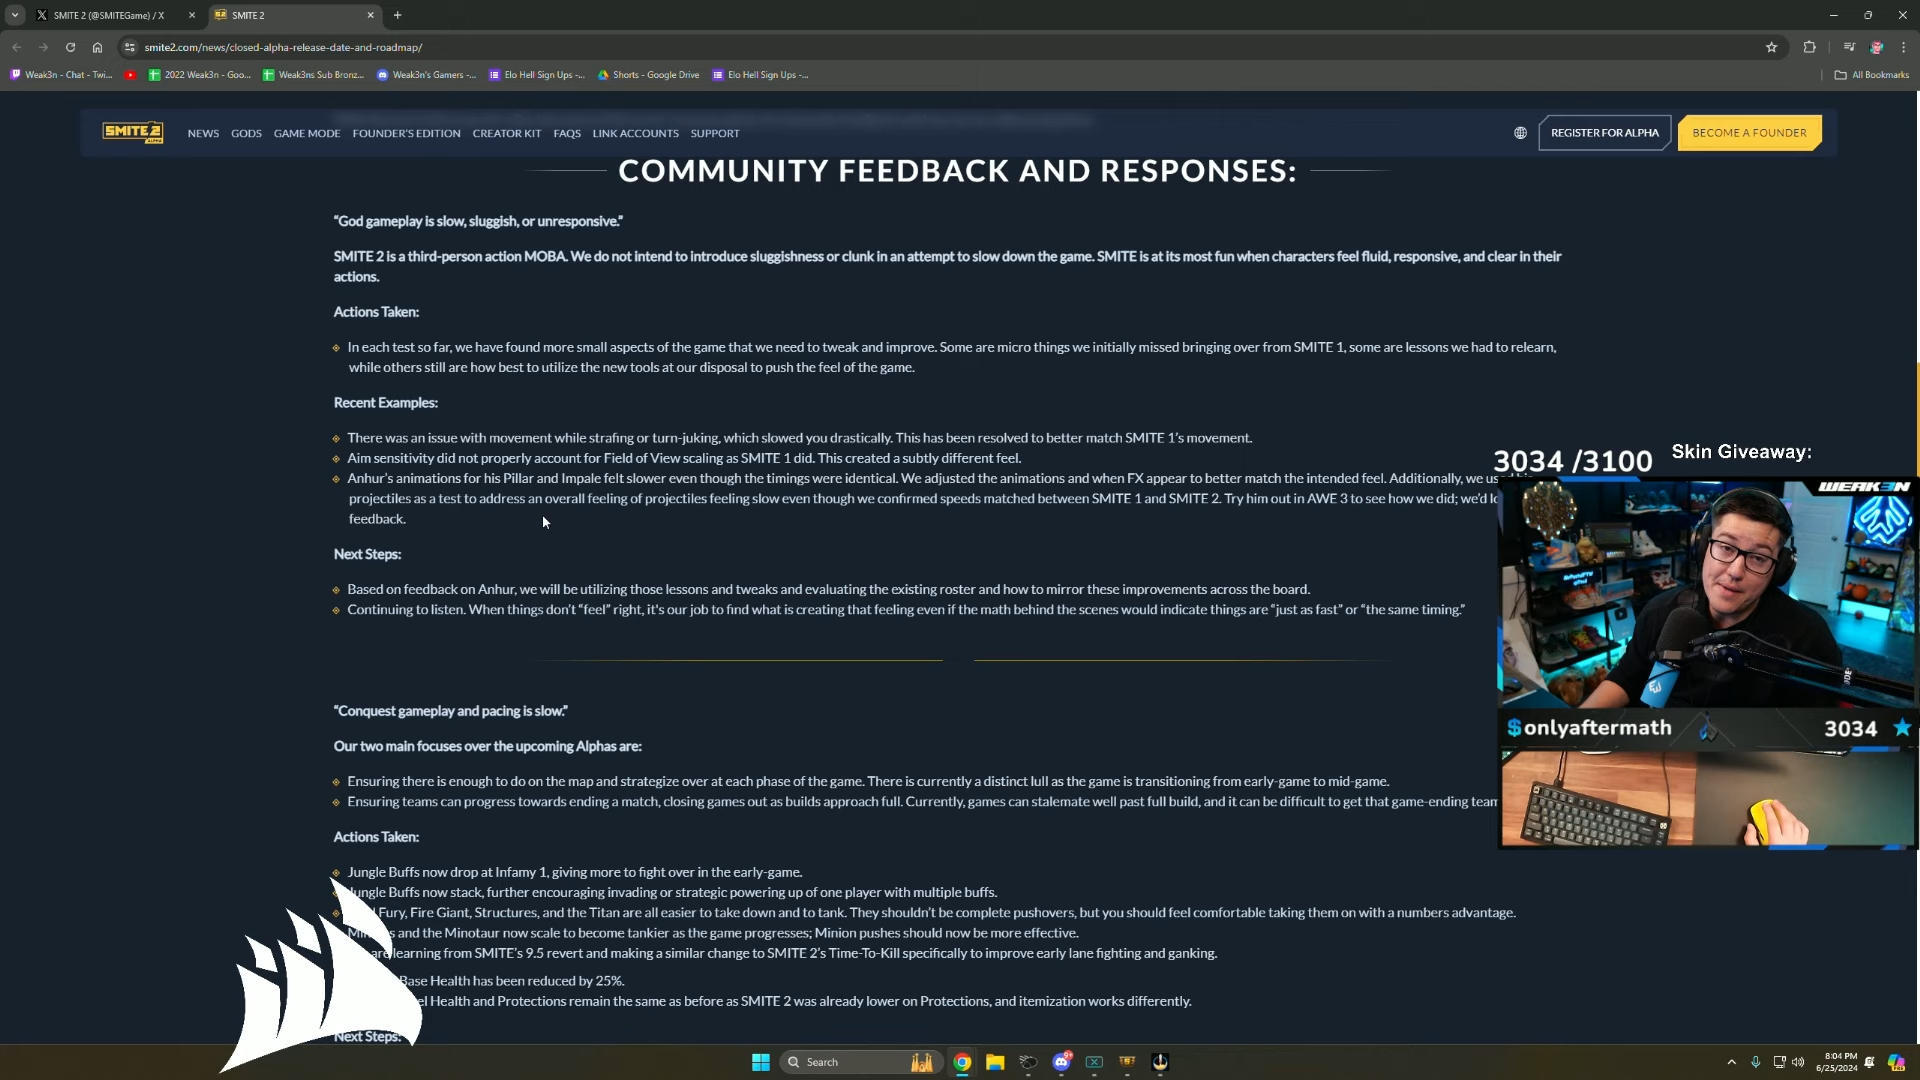 SMITE 2 (@SMITEGame) / X
SMITE 2
smite2.com/news/closed-alpha-release-date-and-roadmap/
Weak3n - Chat - Twi...
2022 Weak3n - Goo...
Weak3ns Sub Bronz...
Weak3n's Gamers -...
Elo Hell Sign Ups -...
Shorts - Google Drive
Elo Hell Sign Ups -...
All Bookmarks
SMITE 2 ALPHA
NEWS GODS GAME MODE FOUNDER'S EDITION CREATOR KIT FAQS LINK ACCOUNTS SUPPORT
REGISTER FOR ALPHA
BECOME A FOUNDER
COMMUNITY FEEDBACK AND RESPONSES:
“God gameplay is slow, sluggish, or unresponsive.”
SMITE 2 is a third-person action MOBA. We do not intend to introduce sluggishness or clunk in an attempt to slow down the game. SMITE is at its most fun when characters feel fluid, responsive, and clear in their
actions.
Actions Taken:
In each test so far, we have found more small aspects of the game that we need to tweak and improve. Some are micro things we initially missed bringing over from SMITE 1, some are lessons we had to relearn,
while others still are how best to utilize the new tools at our disposal to push the feel of the game.
Recent Examples:
There was an issue with movement while strafing or turn-juking, which slowed you drastically. This has been resolved to better match SMITE 1’s movement.
Aim sensitivity did not properly account for Field of View scaling as SMITE 1 did. This created a subtly different feel.
Anhur’s animations for his Pillar and Impale felt slower even though the timings were identical. We adjusted the animations and when FX appear to better match the intended feel. Additionally, we
projectiles as a test to address an overall feeling of projectiles feeling slow even though we confirmed speeds matched between SMITE 1 and SMITE 2. Try him out in AWE 3 to see how we did; we’d
feedback.
Next Steps:
Based on feedback on Anhur, we will be utilizing those lessons and tweaks and evaluating the existing roster and how to mirror these improvements across the board.
Continuing to listen. When things don’t “feel” right, it's our job to find what is creating that feeling even if the math behind the scenes would indicate things are “just as fast” or “the same timing.”
“Conquest gameplay and pacing is slow.”
Our two main focuses over the upcoming Alphas are:
Ensuring there is enough to do on the map and strategize over at each phase of the game. There is currently a distinct lull as the game is transitioning from early-game to mid-game.
Ensuring teams can progress towards ending a match, closing games out as builds approach full. Currently, games can stalemate well past full build, and it can be difficult to get that game-ending team
Actions Taken:
Jungle Buffs now drop at Infamy 1, giving more to fight over in the early-game.
Jungle Buffs now stack, further encouraging invading or strategic powering up of one player with multiple buffs.
Fury, Fire Giant, Structures, and the Titan are all easier to take down and to tank. They shouldn’t be complete pushovers, but you should feel comfortable taking them on with a numbers advantage.
and the Minotaur now scale to become tankier as the game progresses; Minion pushes should now be more effective.
are learning from SMITE’s 9.5 revert and making a similar change to SMITE 2’s Time-To-Kill specifically to improve early lane fighting and ganking.
Base Health has been reduced by 25%.
Health and Protections remain the same as before as SMITE 2 was already lower on Protections, and itemization works differently.
Next Steps:
3034 /3100
Skin Giveaway:
WEAK3N
$onlyaftermath
3034
Search
8:04 PM
6/25/2024